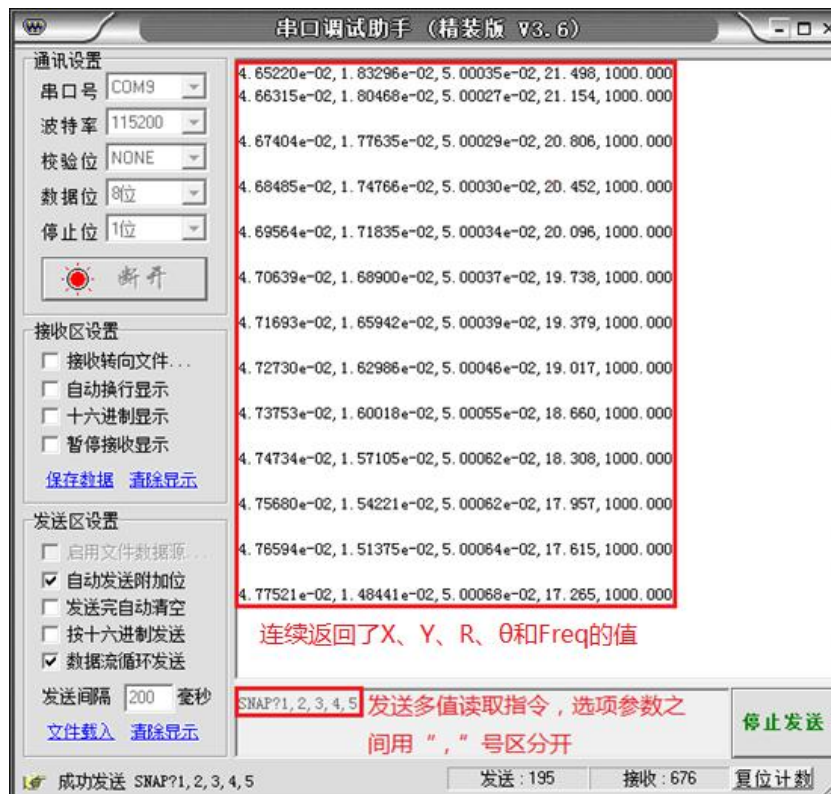 串口调试助手 (精装版 V3.6)
通讯设置
串口号 COM9
波特率 115200
校验位 NONE
数据位 8位
停止位 1位
断开
接收区设置
接收转向文件...
自动换行显示
十六进制显示
暂停接收显示
保存数据 清除显示
发送区设置
启用文件数据源...
自动发送附加位
发送完自动清空
按十六进制发送
数据流循环发送
发送间隔 200 毫秒
文件载入 清除显示
4.65220e-02,1.83296e-02,5.00035e-02,21.498,1000.000
4.66315e-02,1.80468e-02,5.00027e-02,21.154,1000.000
4.67404e-02,1.77635e-02,5.00029e-02,20.806,1000.000
4.68485e-02,1.74766e-02,5.00030e-02,20.452,1000.000
4.69564e-02,1.71835e-02,5.00034e-02,20.096,1000.000
4.70639e-02,1.68900e-02,5.00037e-02,19.738,1000.000
4.71693e-02,1.65942e-02,5.00039e-02,19.379,1000.000
4.72730e-02,1.62986e-02,5.00046e-02,19.017,1000.000
4.73753e-02,1.60018e-02,5.00055e-02,18.660,1000.000
4.74734e-02,1.57105e-02,5.00062e-02,18.308,1000.000
4.75680e-02,1.54221e-02,5.00062e-02,17.957,1000.000
4.76594e-02,1.51375e-02,5.00064e-02,17.615,1000.000
4.77521e-02,1.48441e-02,5.00068e-02,17.265,1000.000
连续返回了X、Y、R、θ和Freq的值
SNAP?1,2,3,4,5
发送多值读取指令，选项参数之
间用“，”号区分开
停止发送
成功发送 SNAP?1,2,3,4,5
发送:195
接收:676
复位计数